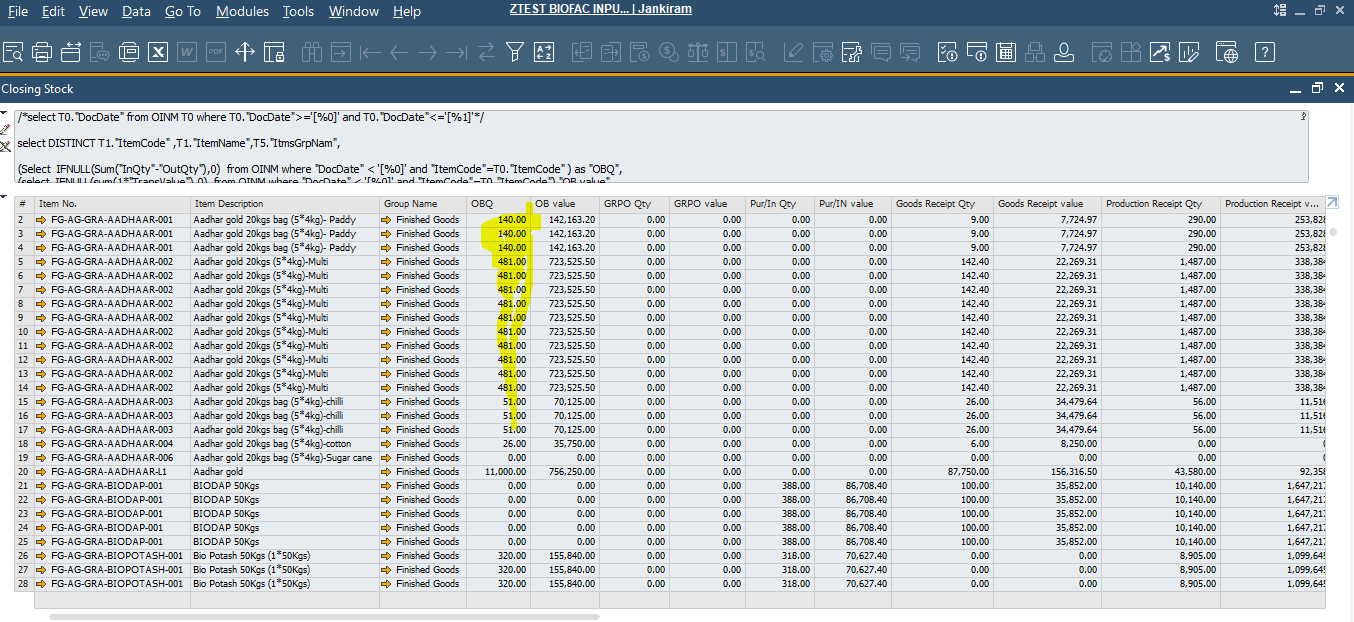 ZTEST BIOFAC INPU... | Jankiram
File Edit View Data Go To Modules Tools Window Help
Closing Stock
/*select T0."DocDate" from OINM T0 where T0."DocDate">='[%0]' and T0."DocDate"<='[%1]'*/
select DISTINCT T1."ItemCode" ,T1."ItemName",T5."ItmsGrpNam",
(Select IFNULL(Sum("InQty"-"OutQty"),0) from OINM where "DocDate" < '[%0]' and "ItemCode"=T0."ItemCode" ) as "OBQ",
(select IFNULL(sum(1*"TransValue"),0) from OINM where "DocDate" < '[%0]' and "ItemCode"=T0."ItemCode") "OB value",
# Item No. Item Description Group Name OBQ OB value GRPO Qty GRPO value Pur/In Qty Pur/IN value Goods Receipt Qty Goods Receipt value Production Receipt Qty Production Receipt v...
2 FG-AG-GRA-AADHAAR-001 Aadhar gold 20kgs bag (5*4kg)- Paddy Finished Goods 140.00 142,163.20 0.00 0.00 0.00 0.00 9.00 7,724.97 290.00 253,828
3 FG-AG-GRA-AADHAAR-001 Aadhar gold 20kgs bag (5*4kg)- Paddy Finished Goods 140.00 142,163.20 0.00 0.00 0.00 0.00 9.00 7,724.97 290.00 253,828
4 FG-AG-GRA-AADHAAR-001 Aadhar gold 20kgs bag (5*4kg)- Paddy Finished Goods 140.00 142,163.20 0.00 0.00 0.00 0.00 9.00 7,724.97 290.00 253,828
5 FG-AG-GRA-AADHAAR-002 Aadhar gold 20kgs (5*4kg)-Multi Finished Goods 481.00 723,525.50 0.00 0.00 0.00 0.00 142.40 22,269.31 1,487.00 338,384
6 FG-AG-GRA-AADHAAR-002 Aadhar gold 20kgs (5*4kg)-Multi Finished Goods 481.00 723,525.50 0.00 0.00 0.00 0.00 142.40 22,269.31 1,487.00 338,384
7 FG-AG-GRA-AADHAAR-002 Aadhar gold 20kgs (5*4kg)-Multi Finished Goods 481.00 723,525.50 0.00 0.00 0.00 0.00 142.40 22,269.31 1,487.00 338,384
8 FG-AG-GRA-AADHAAR-002 Aadhar gold 20kgs (5*4kg)-Multi Finished Goods 481.00 723,525.50 0.00 0.00 0.00 0.00 142.40 22,269.31 1,487.00 338,384
9 FG-AG-GRA-AADHAAR-002 Aadhar gold 20kgs (5*4kg)-Multi Finished Goods 481.00 723,525.50 0.00 0.00 0.00 0.00 142.40 22,269.31 1,487.00 338,384
10 FG-AG-GRA-AADHAAR-002 Aadhar gold 20kgs (5*4kg)-Multi Finished Goods 481.00 723,525.50 0.00 0.00 0.00 0.00 142.40 22,269.31 1,487.00 338,384
11 FG-AG-GRA-AADHAAR-002 Aadhar gold 20kgs (5*4kg)-Multi Finished Goods 481.00 723,525.50 0.00 0.00 0.00 0.00 142.40 22,269.31 1,487.00 338,384
12 FG-AG-GRA-AADHAAR-002 Aadhar gold 20kgs (5*4kg)-Multi Finished Goods 481.00 723,525.50 0.00 0.00 0.00 0.00 142.40 22,269.31 1,487.00 338,384
13 FG-AG-GRA-AADHAAR-002 Aadhar gold 20kgs (5*4kg)-Multi Finished Goods 481.00 723,525.50 0.00 0.00 0.00 0.00 142.40 22,269.31 1,487.00 338,384
14 FG-AG-GRA-AADHAAR-002 Aadhar gold 20kgs (5*4kg)-Multi Finished Goods 481.00 723,525.50 0.00 0.00 0.00 0.00 142.40 22,269.31 1,487.00 338,384
15 FG-AG-GRA-AADHAAR-003 Aadhar gold 20kgs bag (5*4kg)-chilli Finished Goods 51.00 70,125.00 0.00 0.00 0.00 0.00 26.00 34,479.64 56.00 11,516
16 FG-AG-GRA-AADHAAR-003 Aadhar gold 20kgs bag (5*4kg)-chilli Finished Goods 51.00 70,125.00 0.00 0.00 0.00 0.00 26.00 34,479.64 56.00 11,516
17 FG-AG-GRA-AADHAAR-003 Aadhar gold 20kgs bag (5*4kg)-chilli Finished Goods 51.00 70,125.00 0.00 0.00 0.00 0.00 26.00 34,479.64 56.00 11,516
18 FG-AG-GRA-AADHAAR-004 Aadhar gold 20kgs bag (5*4kg)-cotton Finished Goods 26.00 35,750.00 0.00 0.00 0.00 0.00 6.00 8,250.00 0.00
19 FG-AG-GRA-AADHAAR-006 Aadhar gold 20kgs bag (5*4kg)-Sugar cane Finished Goods 0.00 0.00 0.00 0.00 0.00 0.00 0.00 0.00 0.00
20 FG-AG-GRA-AADHAAR-L1 Aadhar gold Finished Goods 11,000.00 756,250.00 0.00 0.00 0.00 0.00 87,750.00 156,316.50 43,580.00 92,358
21 FG-AG-GRA-BIODAP-001 BIODAP 50Kgs Finished Goods 0.00 0.00 0.00 0.00 388.00 86,708.40 100.00 35,852.00 10,140.00 1,647,217
22 FG-AG-GRA-BIODAP-001 BIODAP 50Kgs Finished Goods 0.00 0.00 0.00 0.00 388.00 86,708.40 100.00 35,852.00 10,140.00 1,647,217
23 FG-AG-GRA-BIODAP-001 BIODAP 50Kgs Finished Goods 0.00 0.00 0.00 0.00 388.00 86,708.40 100.00 35,852.00 10,140.00 1,647,217
24 FG-AG-GRA-BIODAP-001 BIODAP 50Kgs Finished Goods 0.00 0.00 0.00 0.00 388.00 86,708.40 100.00 35,852.00 10,140.00 1,647,217
25 FG-AG-GRA-BIODAP-001 BIODAP 50Kgs Finished Goods 0.00 0.00 0.00 0.00 388.00 86,708.40 100.00 35,852.00 10,140.00 1,647,217
26 FG-AG-GRA-BIOPOTASH-001 Bio Potash 50Kgs (1*50Kgs) Finished Goods 320.00 155,840.00 0.00 0.00 318.00 70,627.40 0.00 0.00 8,905.00 1,099,645
27 FG-AG-GRA-BIOPOTASH-001 Bio Potash 50Kgs (1*50Kgs) Finished Goods 320.00 155,840.00 0.00 0.00 318.00 70,627.40 0.00 0.00 8,905.00 1,099,645
28 FG-AG-GRA-BIOPOTASH-001 Bio Potash 50Kgs (1*50Kgs) Finished Goods 320.00 155,840.00 0.00 0.00 318.00 70,627.40 0.00 0.00 8,905.00 1,099,645